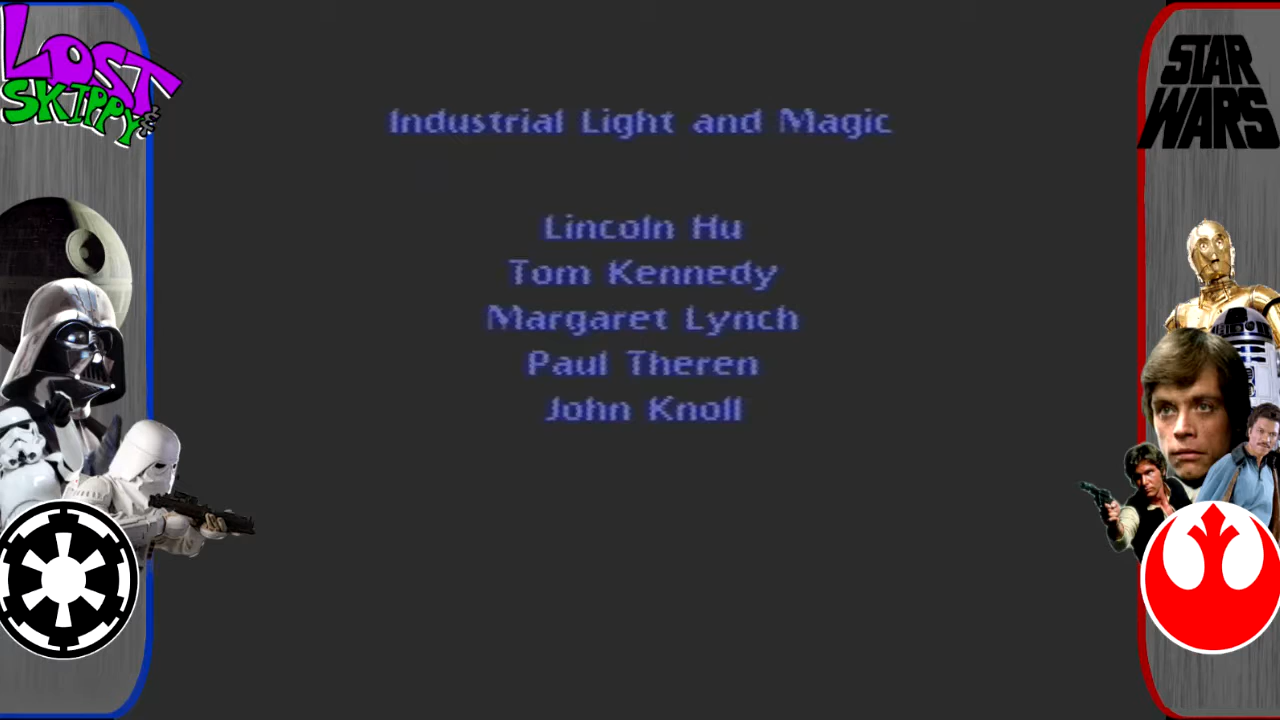 LOST
SKIPPY &
STAR
WARS
Industrial Light and Magic
Lincoln Hu
Tom Kennedy
Margaret Lynch
Paul Theren
John Knoll